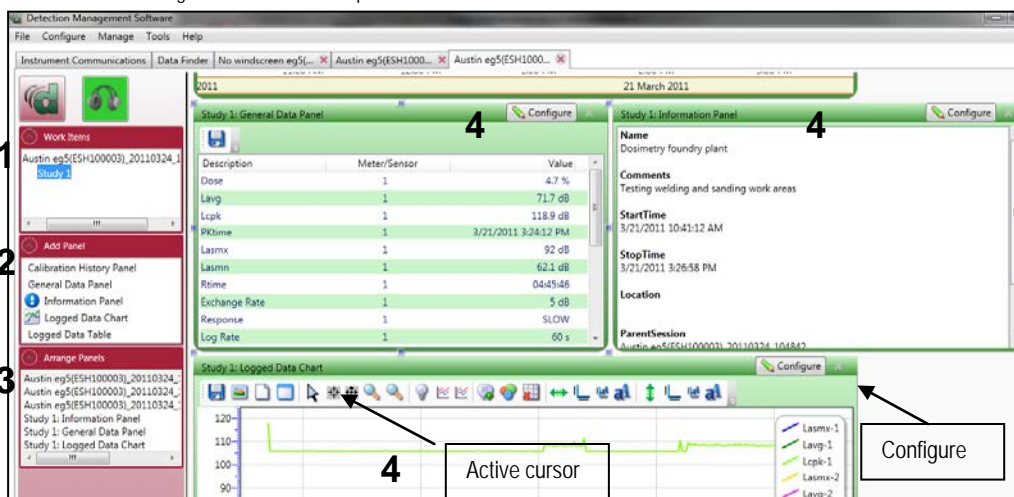 Detection Management Software
File Configure Manage Tools Help
Instrument Communications Data Finder No windscreen eg5(... Austin eg5(ESH1000... Austin eg5(ESH1000...
2011 21 March 2011
1
Work Items
Austin eg5(ESH100003)_20110324_1
Study 1
2
Add Panel
Calibration History Panel
General Data Panel
Information Panel
Logged Data Chart
Logged Data Table
3
Arrange Panels
Austin eg5(ESH100003)_20110324_
Austin eg5(ESH100003)_20110324_
Austin eg5(ESH100003)_20110324_
Study 1: Information Panel
Study 1: General Data Panel
Study 1: Logged Data Chart
Study 1: General Data Panel 4 Configure
Description Meter/Sensor Value
Dose 1 4.7 %
Lavg 1 71.7 dB
Lcpk 1 118.9 dB
PKtime 1 3/21/2011 3:24:12 PM
Lasmx 1 92 dB
Lasmn 1 62.1 dB
Rtime 1 04:45:46
Exchange Rate 1 5 dB
Response 1 SLOW
Log Rate 1 60 s
Study 1: Information Panel 4 Configure
Name
Dosimetry foundry plant
Comments
Testing welding and sanding work areas
StartTime
3/21/2011 10:41:12 AM
StopTime
3/21/2011 3:26:58 PM
Location
ParentSession
Austin eg5(ESH100003)_20110324_104842
Study 1: Logged Data Chart Configure
120
110
100
90
4
Active cursor
Lasmx-1
Lavg-1
Lcpk-1
Lasmx-2
Lavg-2
Configure